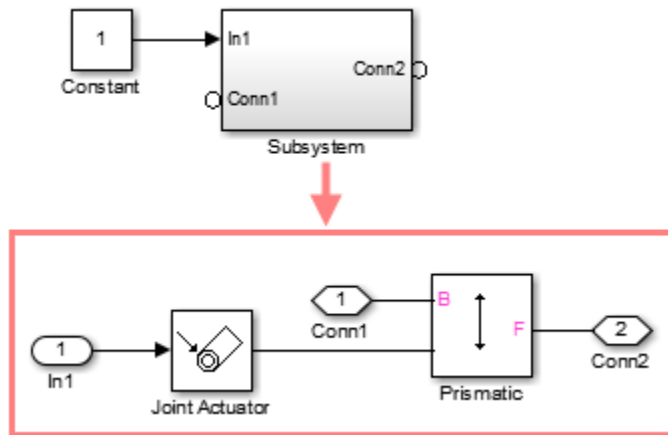 1
Constant
In1
Conn1
Conn2
Subsystem
1
In1
Joint Actuator
1
Conn1
B
F
Prismatic
2
Conn2